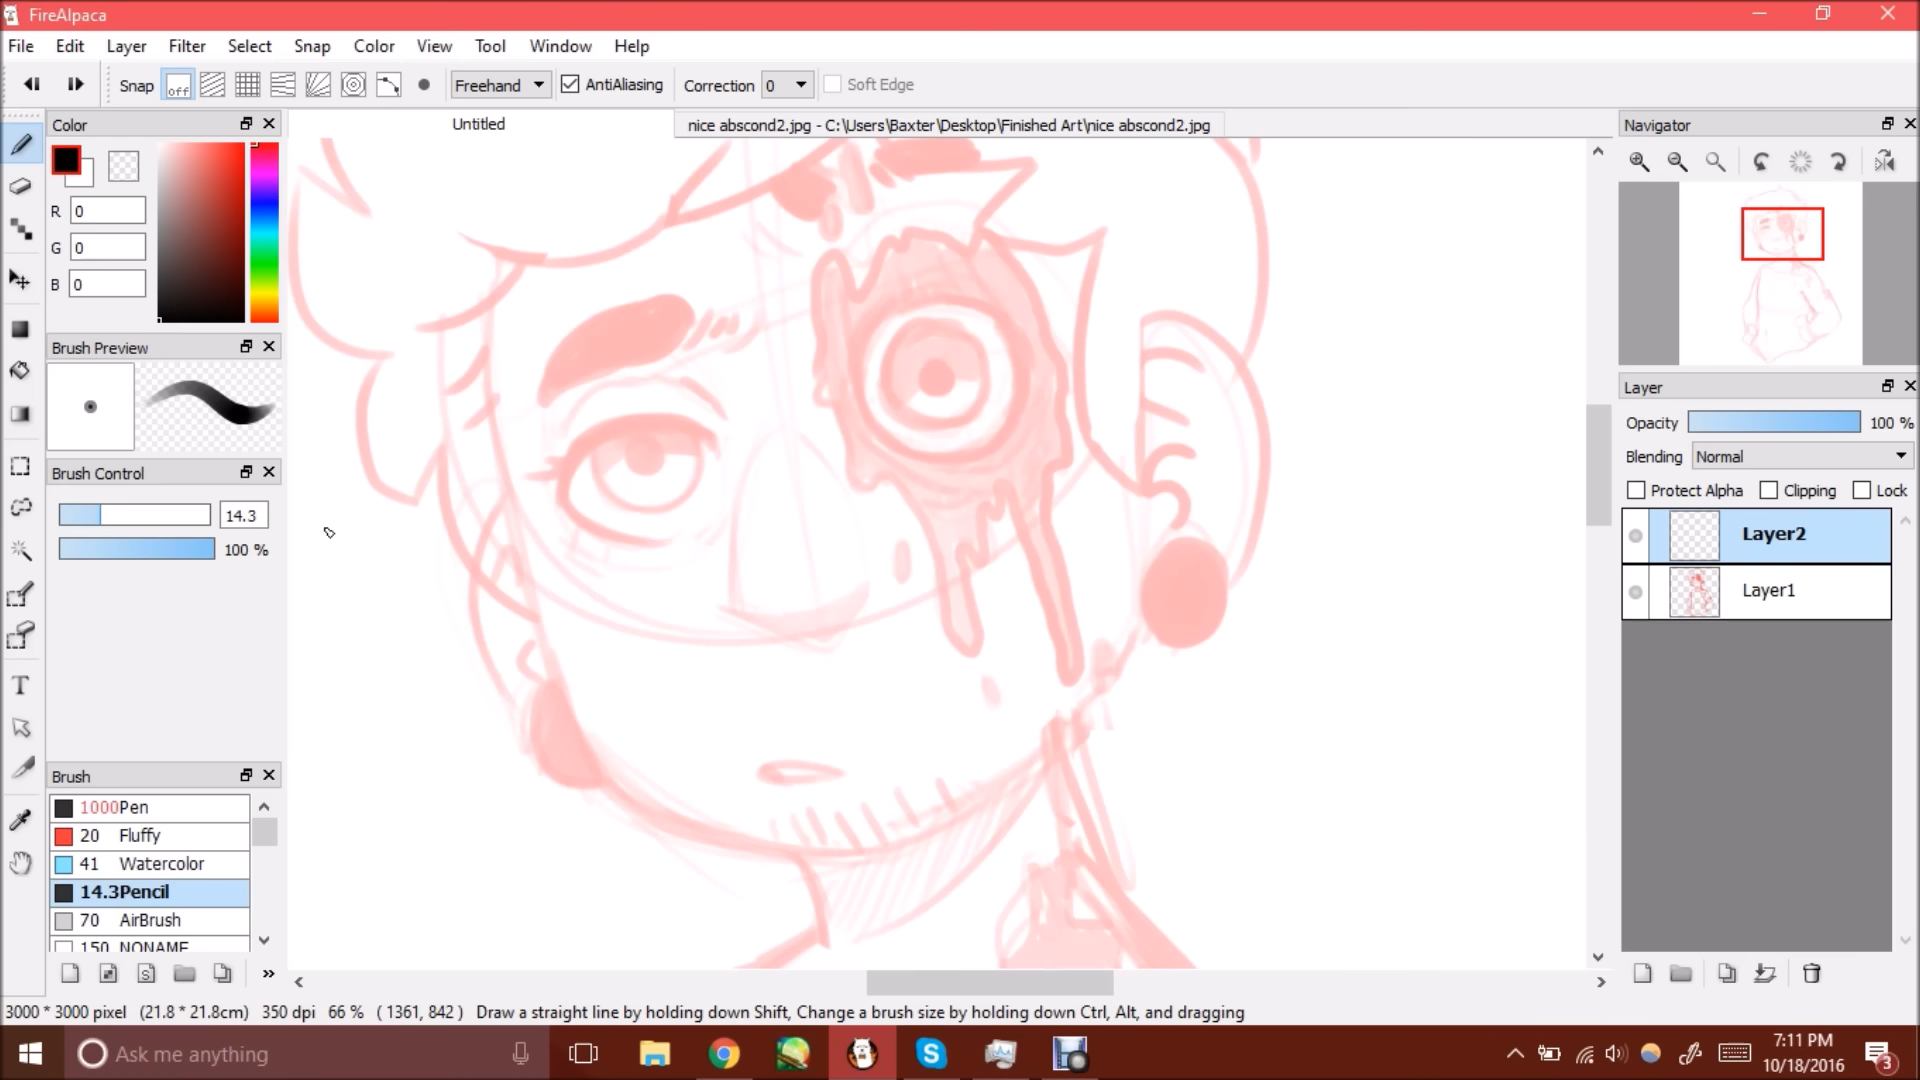 FireAlpaca
File Edit Layer Filter Select Snap Color View Tool Window Help
Snap off Freehand AntiAliasing Correction 0 Soft Edge
Color
Untitled
nice abscond2.jpg - C:\Users\Baxter\Desktop\Finished Art\nice abscond2.jpg
Navigator
R 0
G 0
B 0
Brush Preview
Layer
Opacity 100 %
Blending Normal
Brush Control
Protect Alpha Clipping Lock
14.3
100 %
Layer2
Layer1
Brush
1000Pen
20 Fluffy
41 Watercolor
14.3Pencil
70 AirBrush
150 NONAME
S
3000 * 3000 pixel (21.8 * 21.8cm) 350 dpi 66 % ( 1361, 842 ) Draw a straight line by holding down Shift, Change a brush size by holding down Ctrl, Alt, and dragging
Ask me anything
7:11 PM
10/18/2016
3